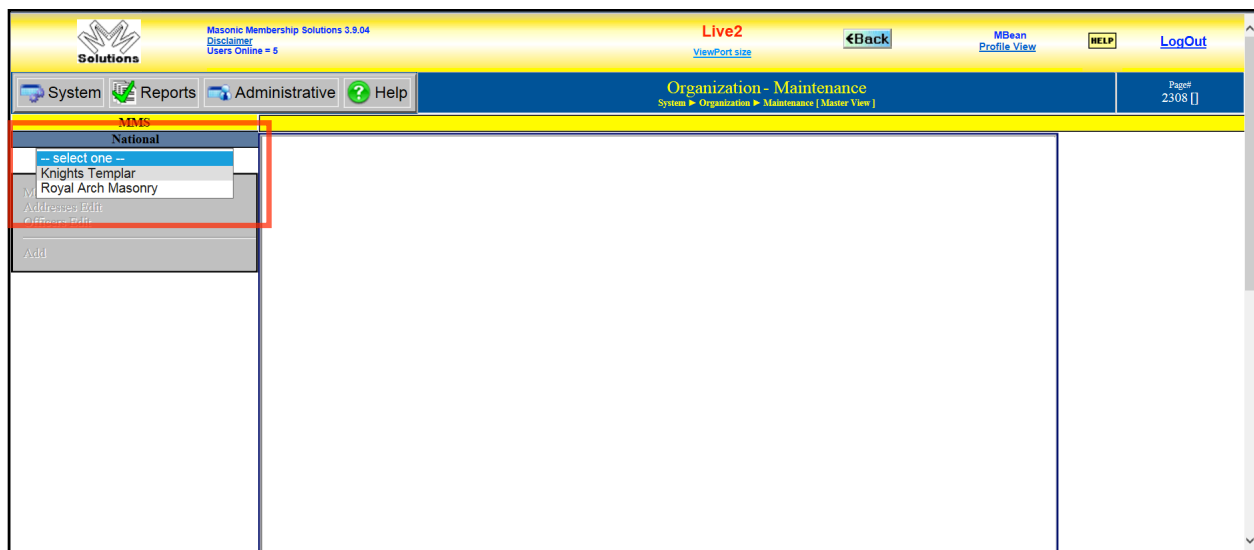 Solutions
Masonic Membership Solutions 3.9.04
Disclaimer
Users Online = 5
Live2
ViewPort size
Back
MBean
Profile View
HELP
LogOut
System
Reports
Administrative
Help
Organization - Maintenance
System ► Organization ► Maintenance [ Master View ]
Page#
2308 []
MMS
National
-- select one --
Knights Templar
Royal Arch Masonry
Addresses Edit
Officers Edit
Add